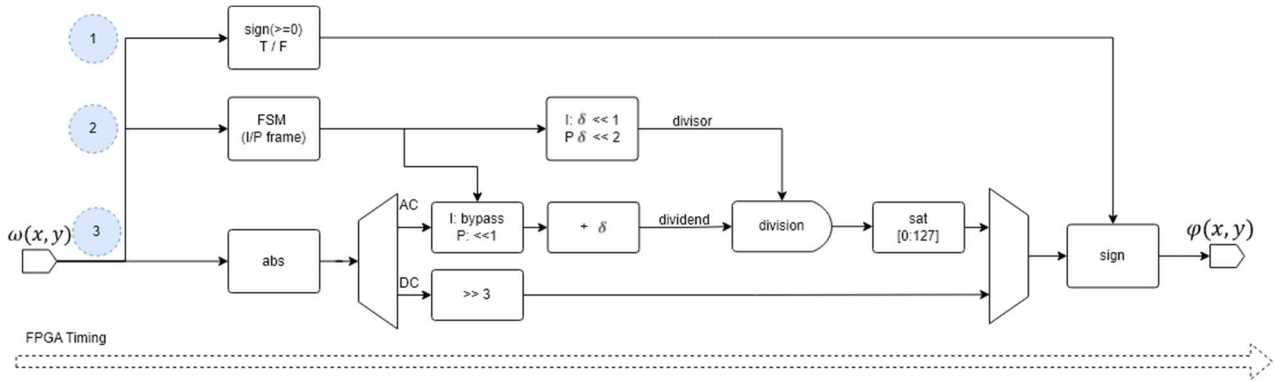 1
sign(>=0)
T / F
2
FSM
(I/P frame)
I: δ << 1
P δ << 2
divisor
3
ω(x, y)
abs
AC
I: bypass
P: <<1
+ δ
dividend
division
sat
[0:127]
DC
>> 3
sign
φ(x, y)
FPGA Timing